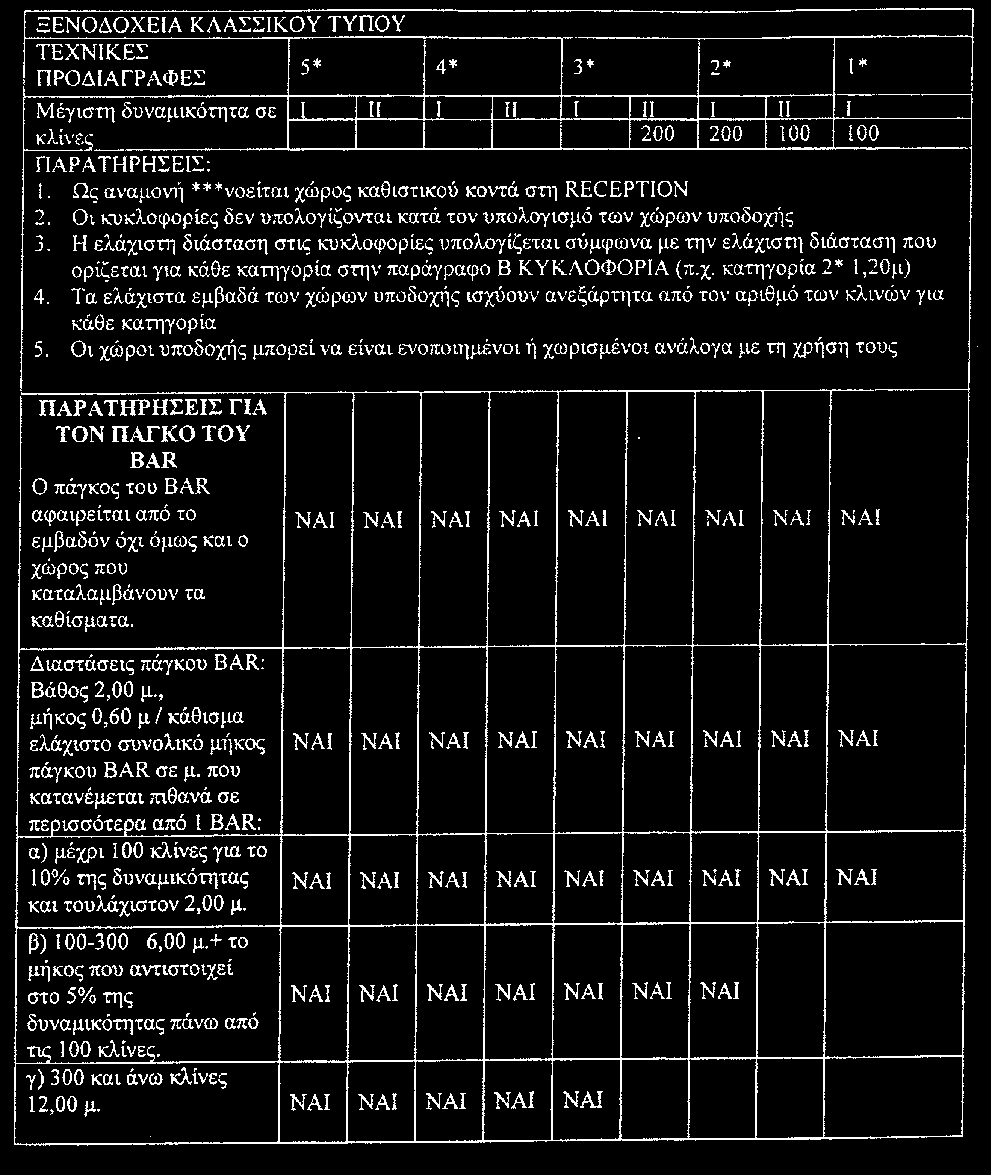 ΞΕΝΟΔΟΧΕΙΑ ΚΛΑΣΣΙΚΟΥ ΤΥΠΟΥ
ΤΕΧΝΙΚΕΣ
ΠΡΟΔΙΑΓΡΑΦΕΣ
5* 4* 3* 2* 1*
Μέγιστη δυναμικότητα σε
κλίνες
I II I II I II I II I
200 200 100 100
ΠΑΡΑΤΗΡΗΣΕΙΣ:
1. Ως αναμονή ***νοείται χώρος καθιστικού κοντά στη RECEPTION
2. Οι κυκλοφορίες δεν υπολογίζονται κατά τον υπολογισμό των χώρων υποδοχής
3. Η ελάχιστη διάσταση στις κυκλοφορίες υπολογίζεται σύμφωνα με την ελάχιστη διάσταση που
ορίζεται για κάθε κατηγορία στην παράγραφο Β ΚΥΚΛΟΦΟΡΙΑ (π.χ. κατηγορία 2* 1,20μ)
4. Τα ελάχιστα εμβαδά των χώρων υποδοχής ισχύουν ανεξάρτητα από τον αριθμό των κλινών για
κάθε κατηγορία
5. Οι χώροι υποδοχής μπορεί να είναι ενοποιημένοι ή χωρισμένοι ανάλογα με τη χρήση τους
ΠΑΡΑΤΗΡΗΣΕΙΣ ΓΙΑ
ΤΟΝ ΠΑΓΚΟ ΤΟΥ
BAR
Ο πάγκος του BAR
αφαιρείται από το
εμβαδόν όχι όμως και ο
χώρος που
καταλαμβάνουν τα
καθίσματα.
ΝΑΙ ΝΑΙ ΝΑΙ ΝΑΙ ΝΑΙ ΝΑΙ ΝΑΙ ΝΑΙ ΝΑΙ
Διαστάσεις πάγκου BAR:
Βάθος 2,00 μ.,
μήκος 0,60 μ / κάθισμα
ελάχιστο συνολικό μήκος
πάγκου BAR σε μ. που
κατανέμεται πιθανά σε
περισσότερα από 1 BAR:
ΝΑΙ ΝΑΙ ΝΑΙ ΝΑΙ ΝΑΙ ΝΑΙ ΝΑΙ ΝΑΙ ΝΑΙ
α) μέχρι 100 κλίνες για το
10% της δυναμικότητας
και τουλάχιστον 2,00 μ.
ΝΑΙ ΝΑΙ ΝΑΙ ΝΑΙ ΝΑΙ ΝΑΙ ΝΑΙ ΝΑΙ ΝΑΙ
β) 100-300 6,00 μ.+ το
μήκος που αντιστοιχεί
στο 5% της
δυναμικότητας πάνω από
τις 100 κλίνες.
ΝΑΙ ΝΑΙ ΝΑΙ ΝΑΙ ΝΑΙ ΝΑΙ ΝΑΙ
γ) 300 και άνω κλίνες
12,00 μ.
ΝΑΙ ΝΑΙ ΝΑΙ ΝΑΙ ΝΑΙ